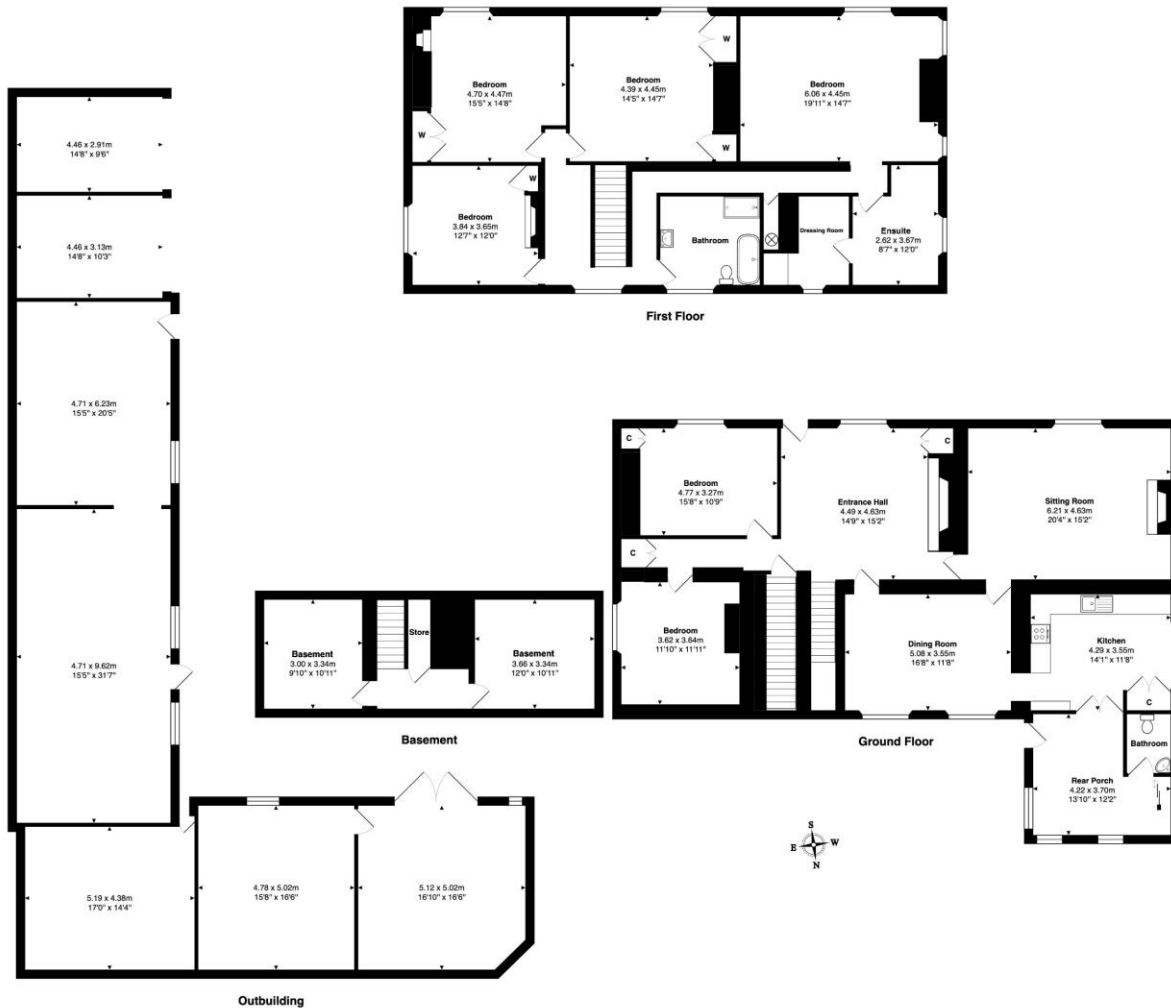 Bedroom
4.70 x 4.47m
15'5" x 14'8"
W
Bedroom
4.39 x 4.45m
14'5" x 14'7"
W
W
Bedroom
6.06 x 4.45m
19'11" x 14'7"
Bedroom
3.84 x 3.65m
12'7" x 12'0"
W
Bathroom
Dressing Room
Ensuite
2.62 x 3.67m
8'7" x 12'0"
First Floor
4.46 x 2.91m
14'8" x 9'6"
4.46 x 3.13m
14'8" x 10'3"
4.71 x 6.23m
15'5" x 20'5"
4.71 x 9.62m
15'5" x 31'7"
5.19 x 4.38m
17'0" x 14'4"
4.78 x 5.02m
15'8" x 16'6"
5.12 x 5.02m
16'10" x 16'6"
Outbuilding
Basement
3.00 x 3.34m
9'10" x 10'11"
Store
Basement
3.66 x 3.34m
12'0" x 10'11"
Basement
C
Bedroom
4.77 x 3.27m
15'8" x 10'9"
C
Entrance Hall
4.49 x 4.63m
14'9" x 15'2"
C
Sitting Room
6.21 x 4.63m
20'4" x 15'2"
Bedroom
3.62 x 3.64m
11'10" x 11'11"
Dining Room
5.08 x 3.55m
16'8" x 11'8"
Kitchen
4.29 x 3.55m
14'1" x 11'8"
C
Bathroom
Rear Porch
4.22 x 3.70m
13'10" x 12'2"
Ground Floor
S
E
W
N